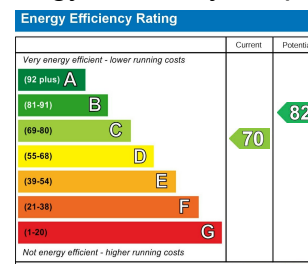 Energy Efficiency Rating
Current Potentia
Very energy efficient - lower running costs
(92 plus) A
(81-91) B
82
(69-80) C
70
(55-68) D
(39-54) E
(21-38) F
(1-20) G
Not energy efficient - higher running costs